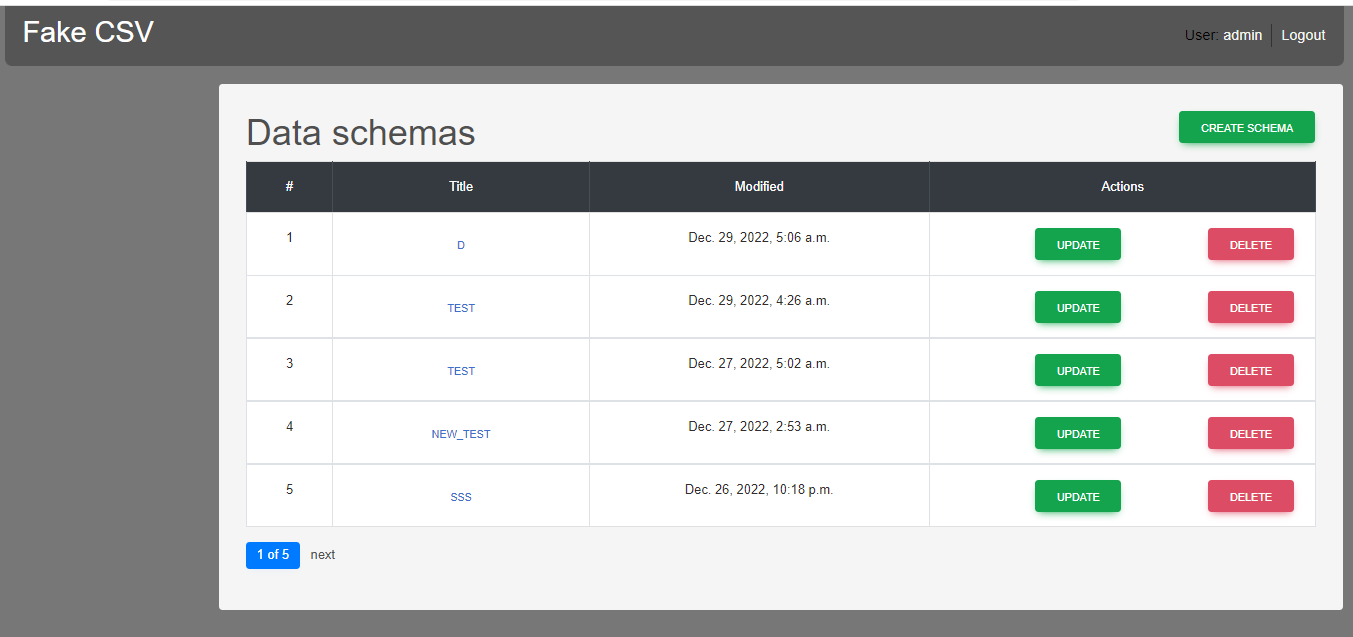 Fake CSV
User: admin Logout
Data schemas
CREATE SCHEMA
# Title Modified Actions
1 D Dec. 29, 2022, 5:06 a.m. UPDATE DELETE
2 TEST Dec. 29, 2022, 4:26 a.m. UPDATE DELETE
3 TEST Dec. 27, 2022, 5:02 a.m. UPDATE DELETE
4 NEW_TEST Dec. 27, 2022, 2:53 a.m. UPDATE DELETE
5 SSS Dec. 26, 2022, 10:18 p.m. UPDATE DELETE
1 of 5 next